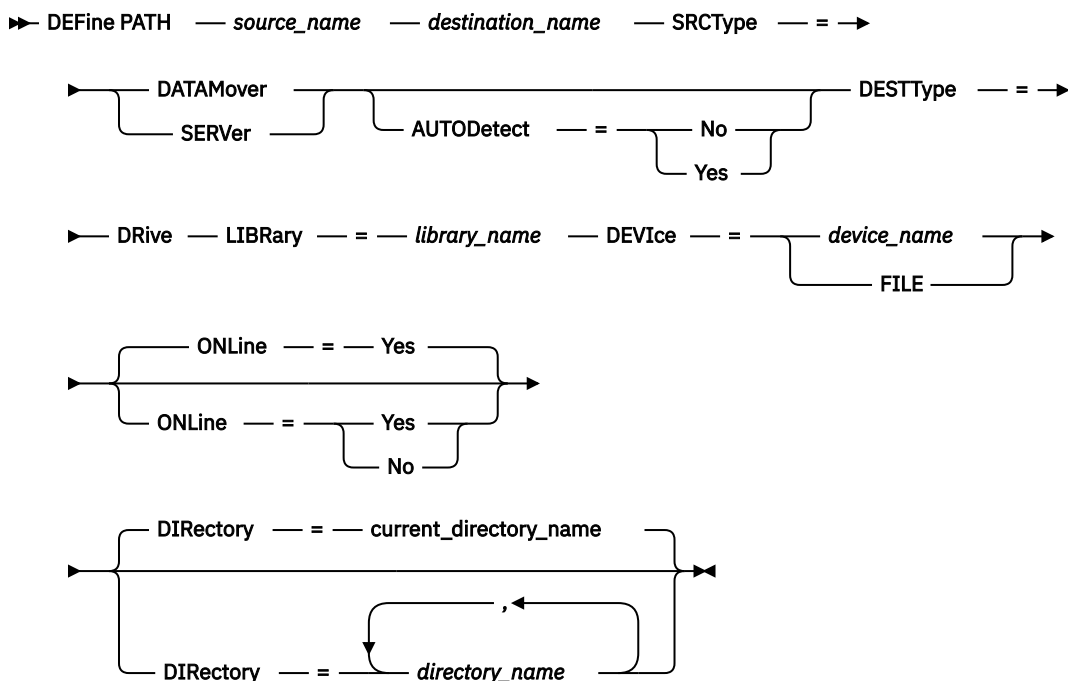 DEFine PATH source_name destination_name SRCType =
DATAMover DESTType =
SERVer AUTODetect = No
Yes
DRive LIBRary = library_name DEVIce = device_name
FILE
ONLine = Yes
ONLine = Yes
No
DIRectory = current_directory_name
,
DIRectory = directory_name